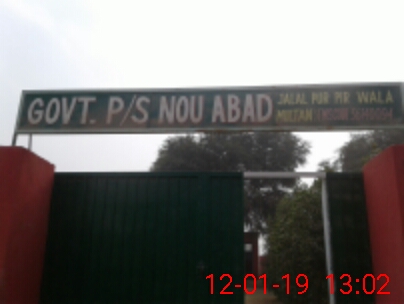 GOVT. P/S NOU ABAD
JALAL PUR PIR WALA
MULTAN
12-01-19 13:02